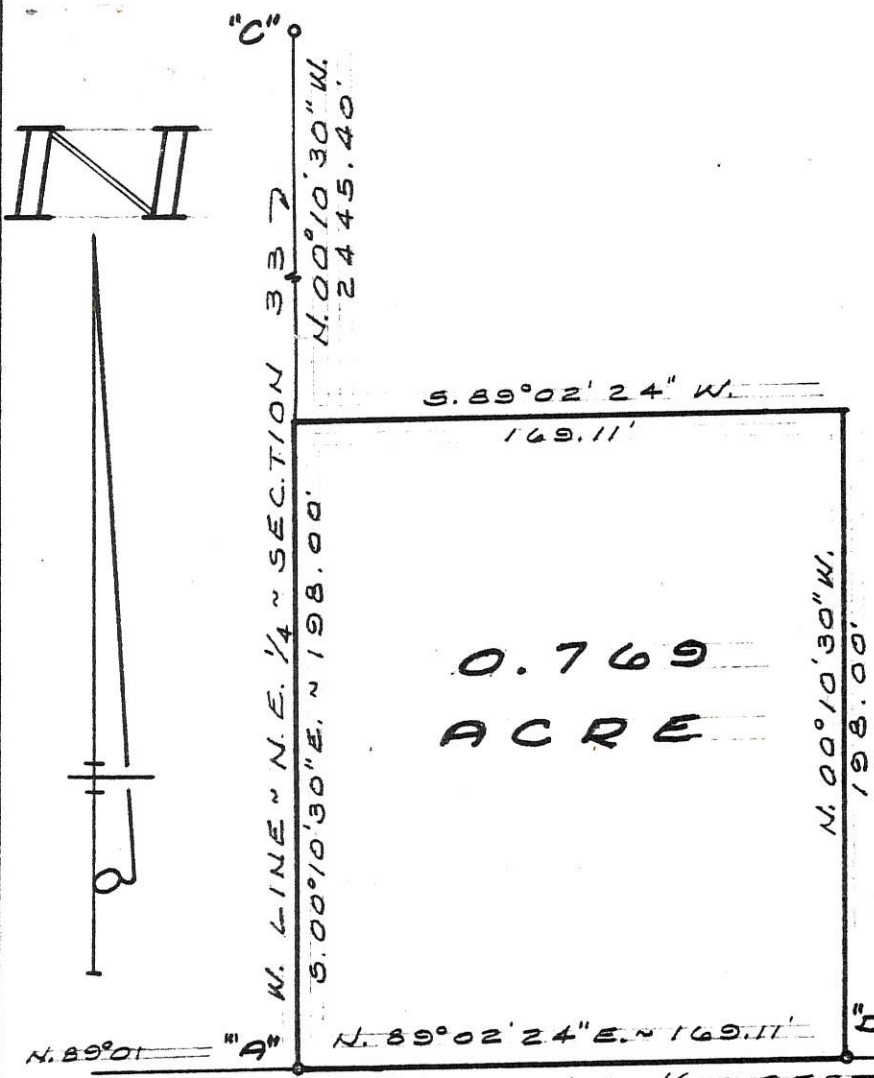 "C"
N
N. 00°10'30" W.
2445.40'
W. LINE ~ N.E. 1/4 ~ SECTION 33
S. 89°02'24" W.
169.11'
S. 00°10'30" E. ~ 198.00'
N. 00°10'30" W.
198.00'
0.769
ACRE
N. 89°01
"A"
N. 89°02'24" E. ~ 169.11'